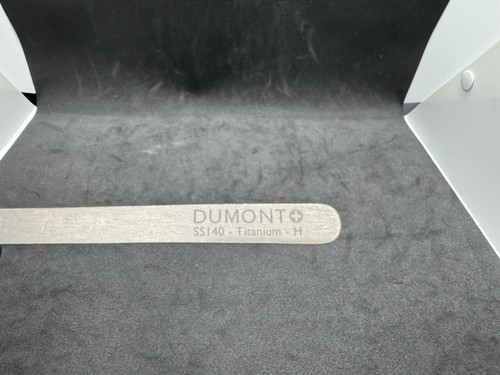 DUMONT
SS140 - Titanium - H